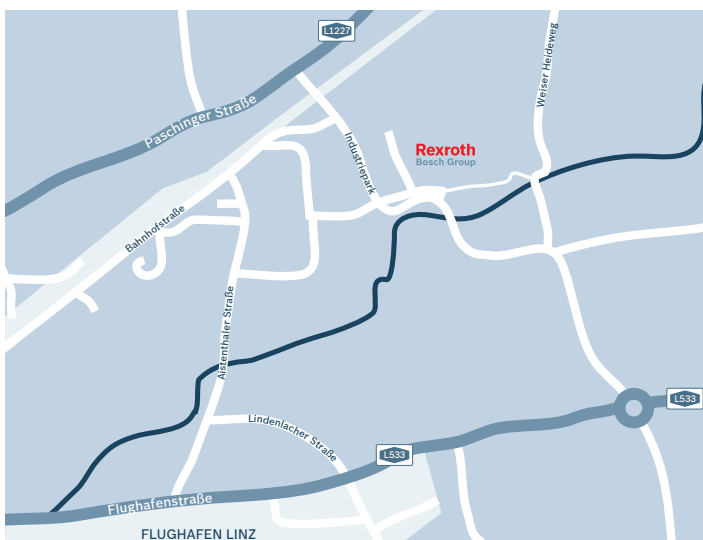 L1227
Paschinger Straße
Weiser Heideweg
Industriepark
Rexroth
Bosch Group
Bahnhofstraße
Aistenthaler Straße
Lindenlacher Straße
L533
L533
Flughafenstraße
FLUGHAFEN LINZ